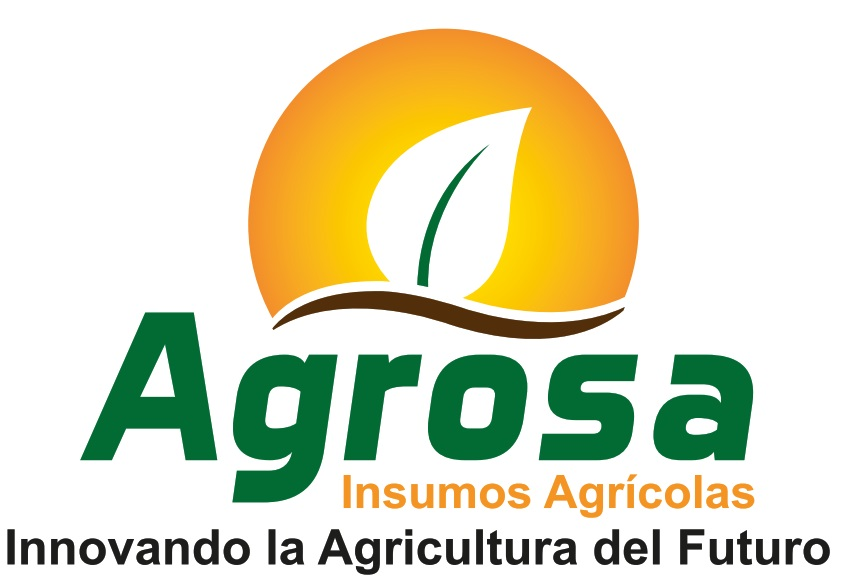 Agrosa
Insumos Agrícolas
Innovando la Agricultura del Futuro